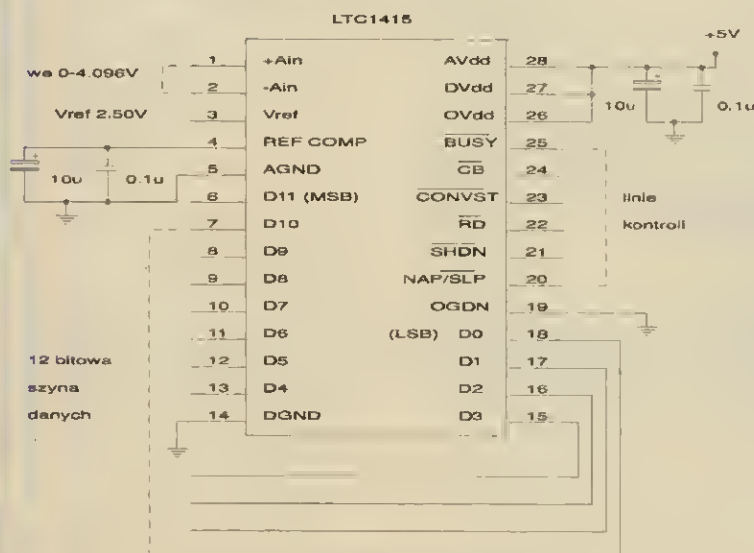 LTC1415
+5V
1 +Ain AVdd 28
we 0-4.096V
2 -Ain DVdd 27
10u 0.1u
Vref 2.50V
3 Vref OVdd 26
4 REF COMP BUSY 25
5 AGND CB 24
10u 0.1u
6 D11 (MSB) CONVST 23
linie
7 D10 RD 22
kontroli
8 D9 SHDN 21
9 D8 NAP/SLP 20
10 D7 OGDN 19
11 D6 (LSB) D0 18
12 bitowa
12 D5 D1 17
szyna
13 D4 D2 16
danych
14 DGND D3 15